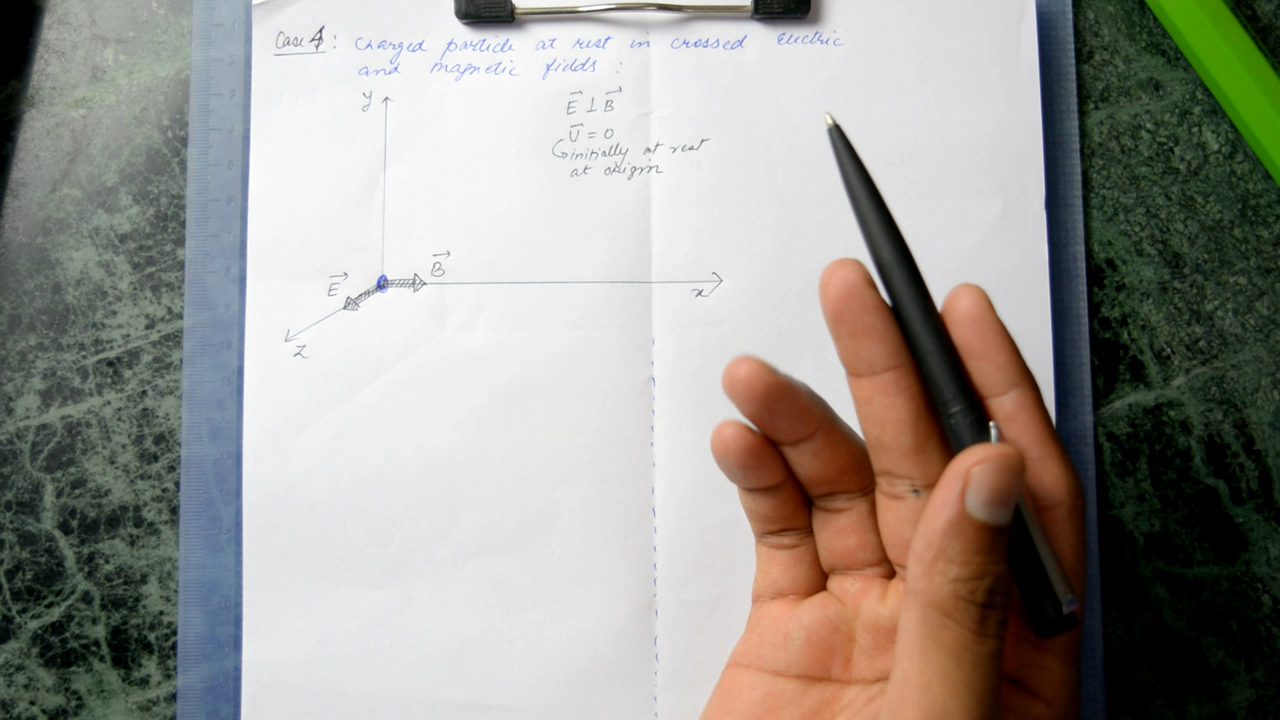 Case 4: Charged particle at rest in crossed Electric
and magnetic fields :
y
E ⊥ B
U = 0
initially at rest
at origin
B
E
x
z